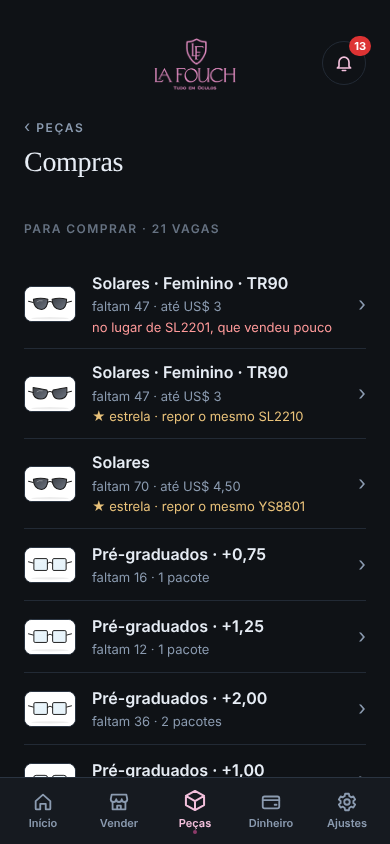 13
LF
LA FOUCH
TUDO EM ÓCULOS
‹ PEÇAS
Compras
PARA COMPRAR · 21 VAGAS
Solares · Feminino · TR90
faltam 47 · até US$ 3
no lugar de SL2201, que vendeu pouco
Solares · Feminino · TR90
faltam 47 · até US$ 3
★ estrela · repor o mesmo SL2210
Solares
faltam 70 · até US$ 4,50
★ estrela · repor o mesmo YS8801
Pré-graduados · +0,75
faltam 16 · 1 pacote
Pré-graduados · +1,25
faltam 12 · 1 pacote
Pré-graduados · +2,00
faltam 36 · 2 pacotes
Pré-graduados · +1,00
Início Vender Peças Dinheiro Ajustes